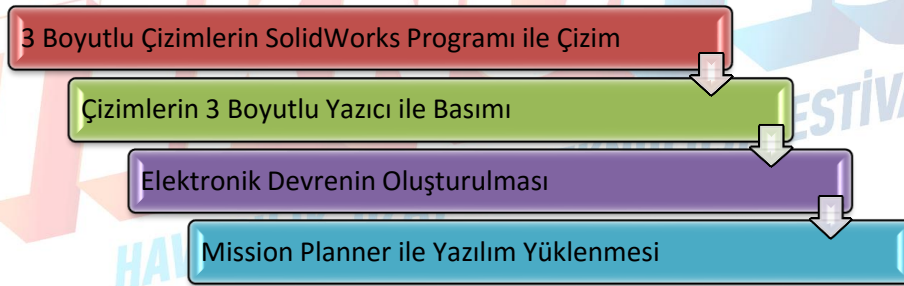 3 Boyutlu Çizimlerin SolidWorks Programı ile Çizim
Çizimlerin 3 Boyutlu Yazıcı ile Basımı
Elektronik Devrenin Oluşturulması
Mission Planner ile Yazılım Yüklenmesi